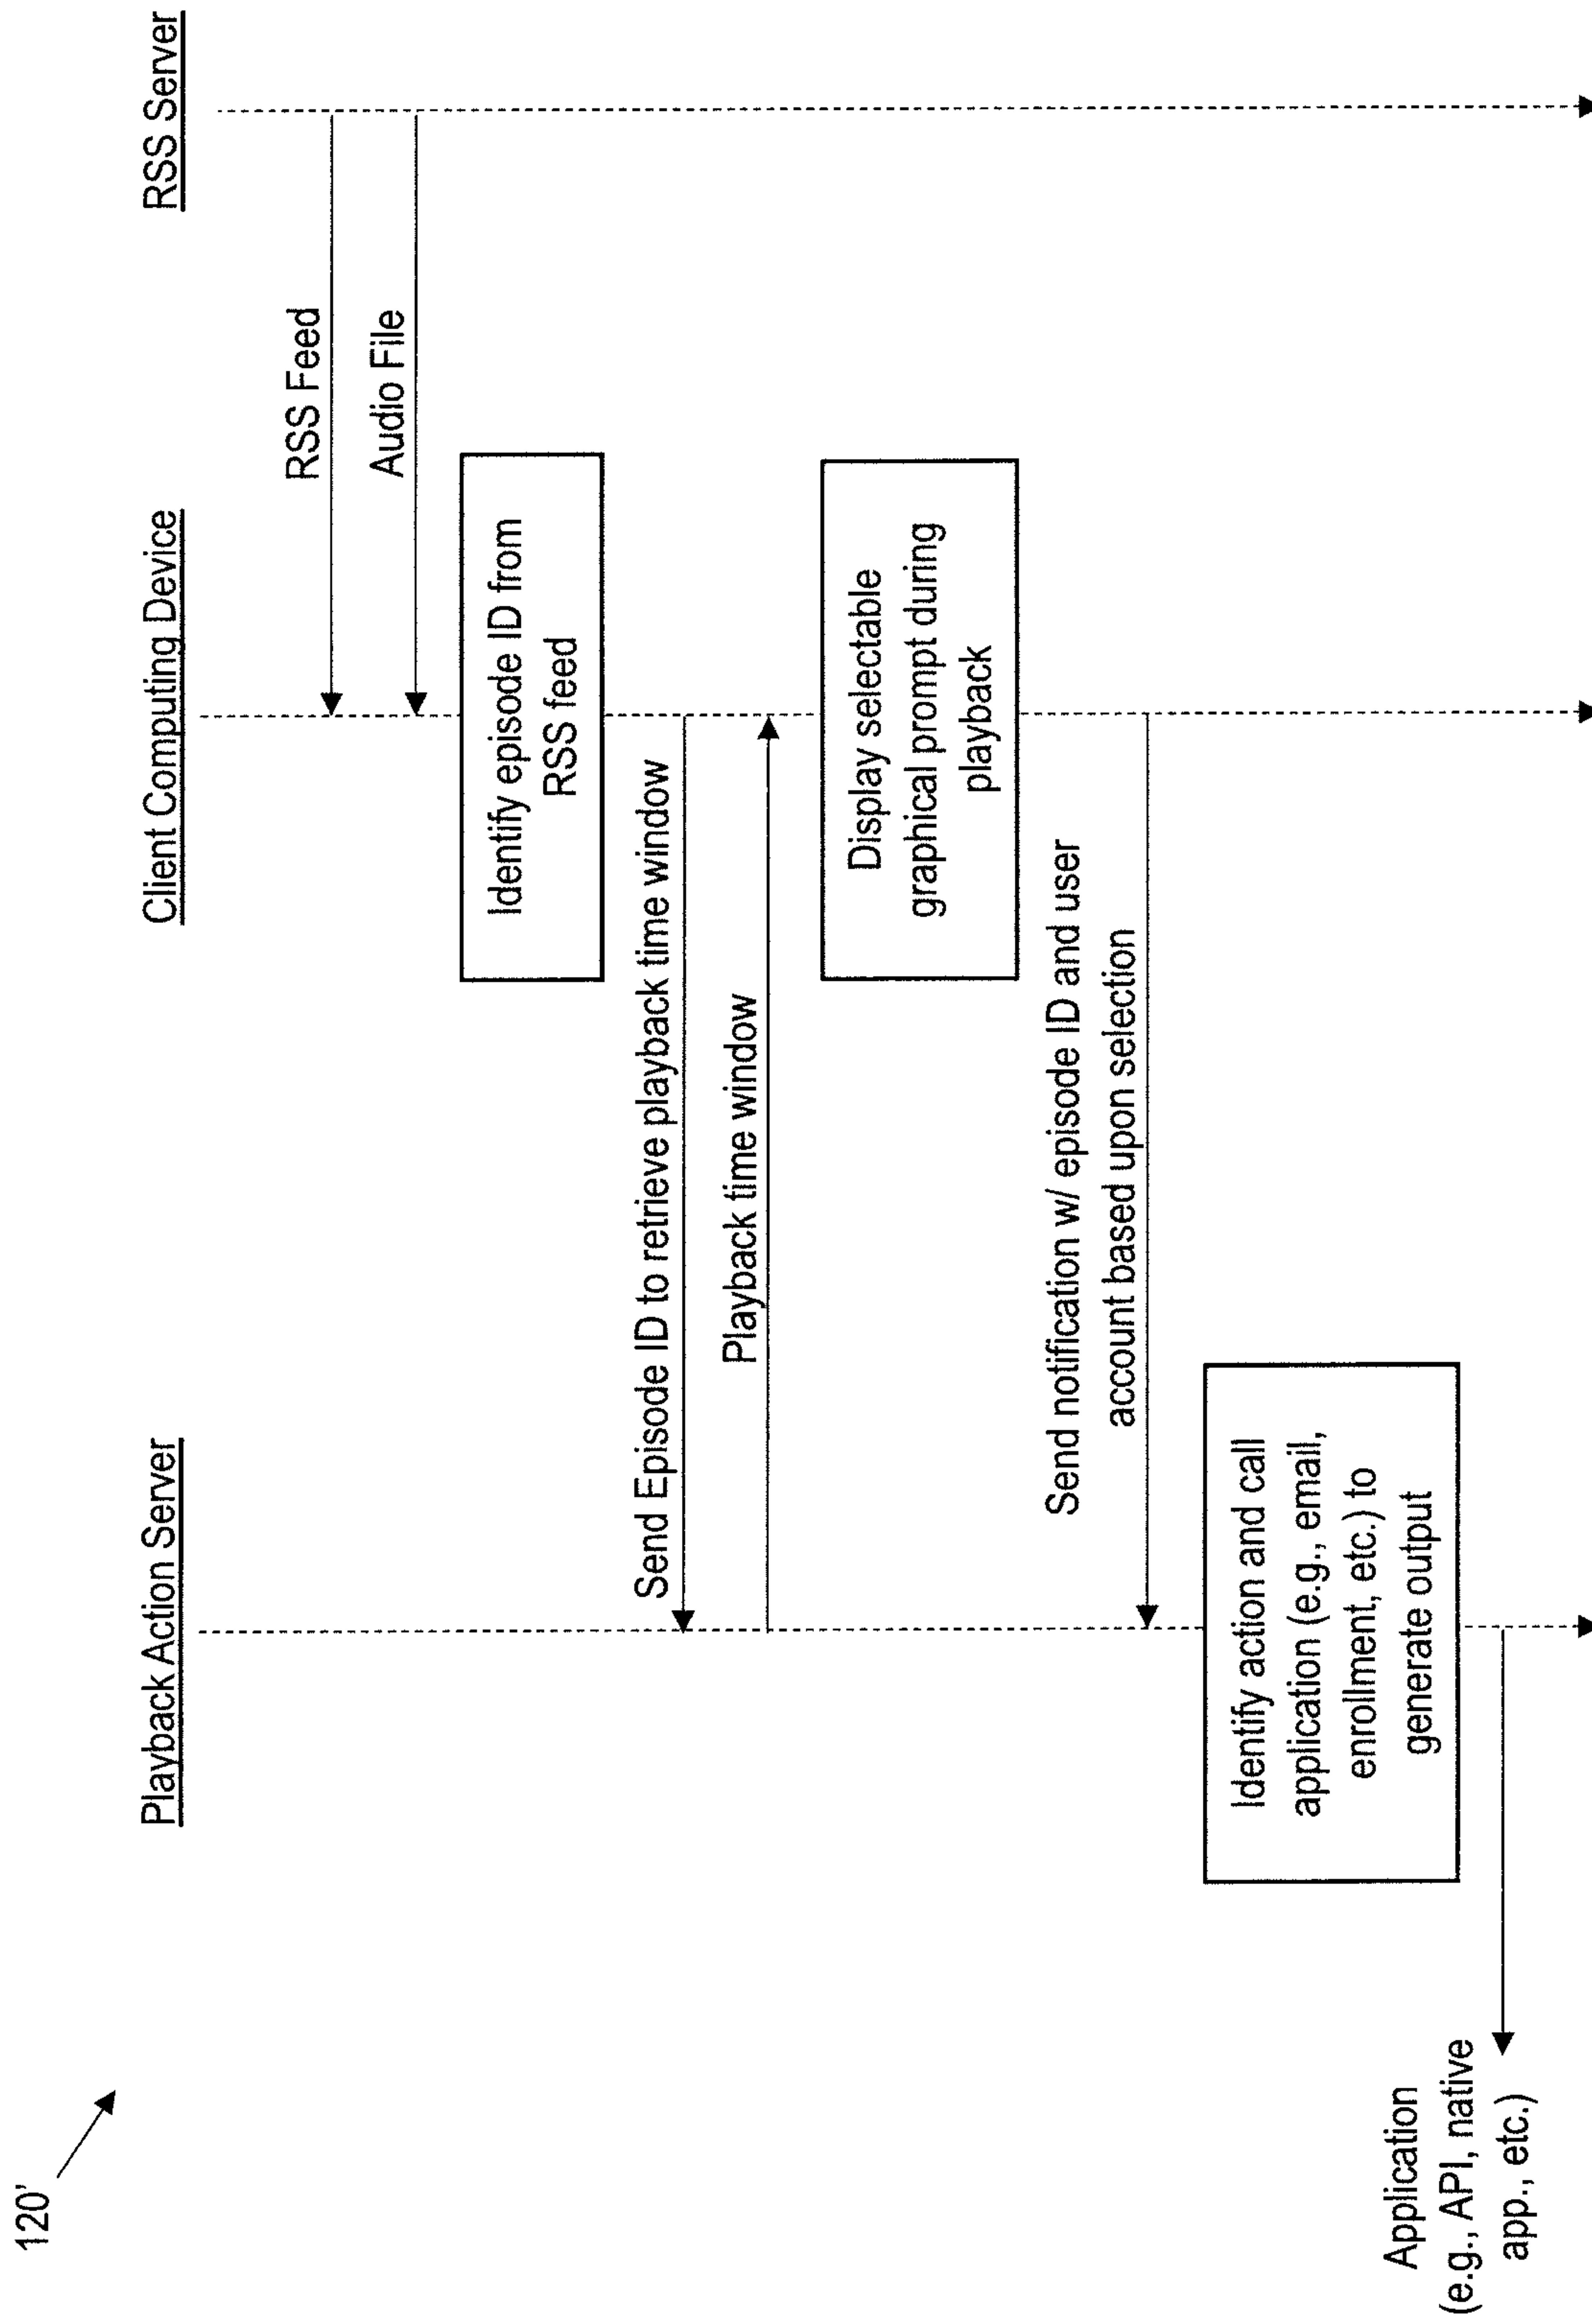 120'
Playback Action Server
Client Computing Device
RSS Server
RSS Feed
Audio File
Identify episode ID from
RSS feed
Send Episode ID to retrieve playback time window
Playback time window
Display selectable
graphical prompt during
playback
Send notification w/ episode ID and user
account based upon selection
Identify action and call
application (e.g., email,
enrollment, etc.) to
generate output
Application
(e.g., API, native
app., etc.)